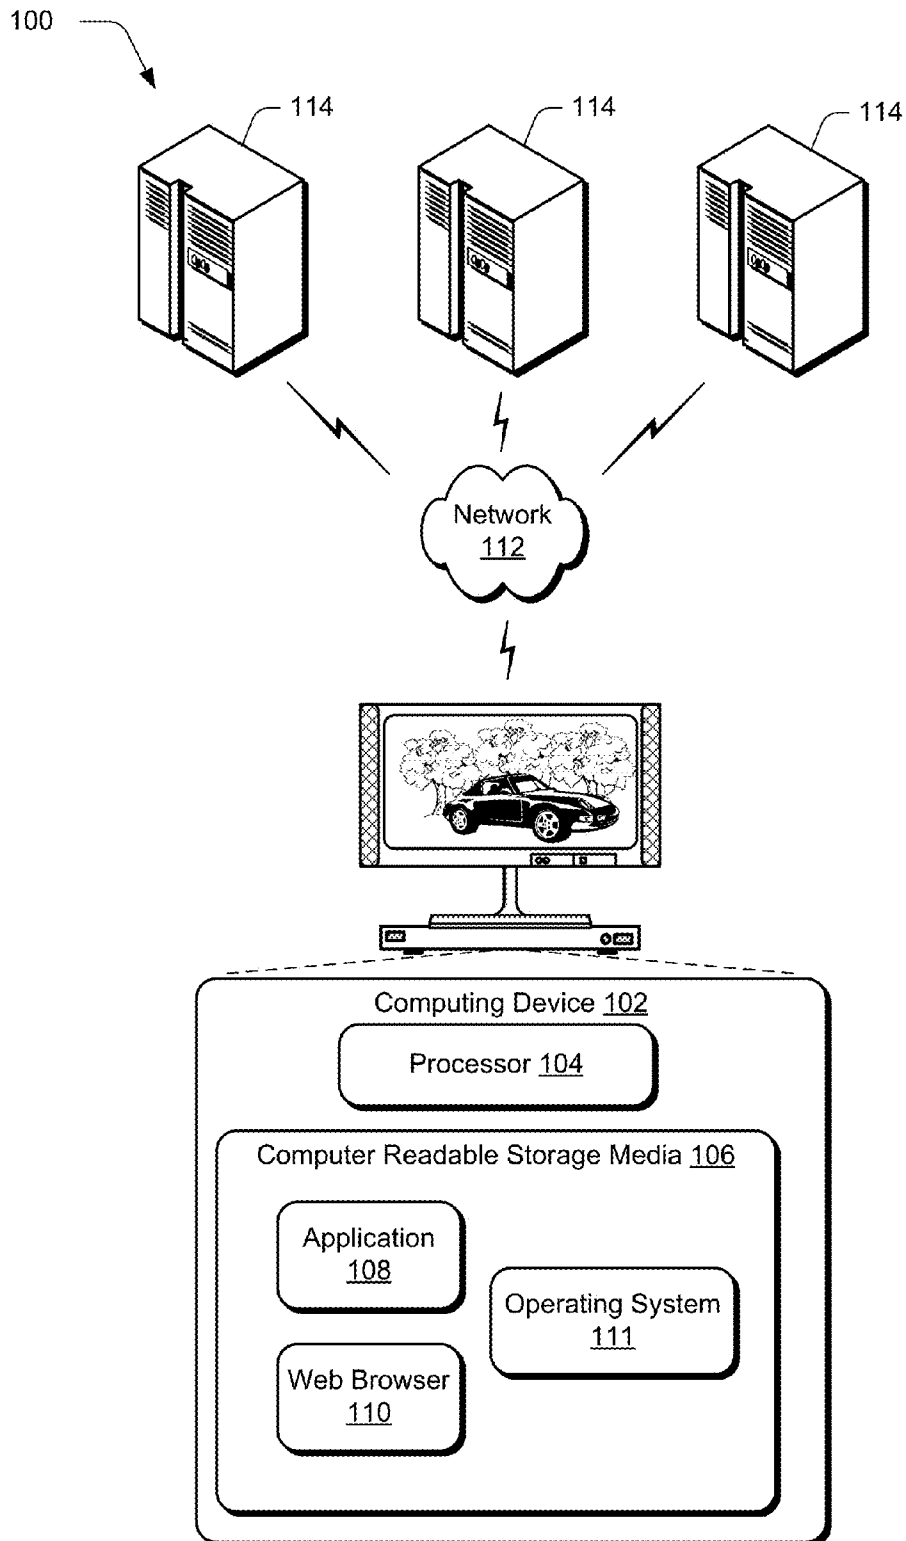 100
114
114
114
Network
112
Computing Device 102
Processor 104
Computer Readable Storage Media 106
Application
108
Operating System
111
Web Browser
110